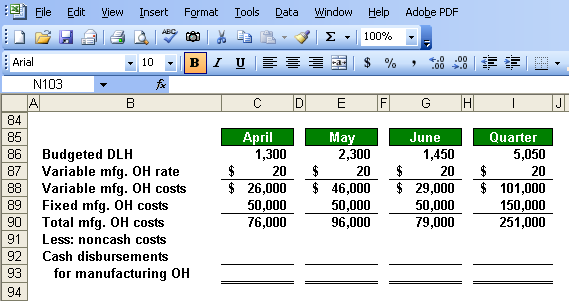 File Edit View Insert Format Tools Data Window Help Adobe PDF
ABC Σ 100%
Arial 10 B I U $ % , .00 .0 .00
N103 fx
A B C D E F G H I J
84
85 April May June Quarter
86 Budgeted DLH 1,300 2,300 1,450 5,050
87 Variable mfg. OH rate $ 20 $ 20 $ 20 $ 20
88 Variable mfg. OH costs $ 26,000 $ 46,000 $ 29,000 $ 101,000
89 Fixed mfg. OH costs 50,000 50,000 50,000 150,000
90 Total mfg. OH costs 76,000 96,000 79,000 251,000
91 Less: noncash costs
92 Cash disbursements
93 for manufacturing OH
94